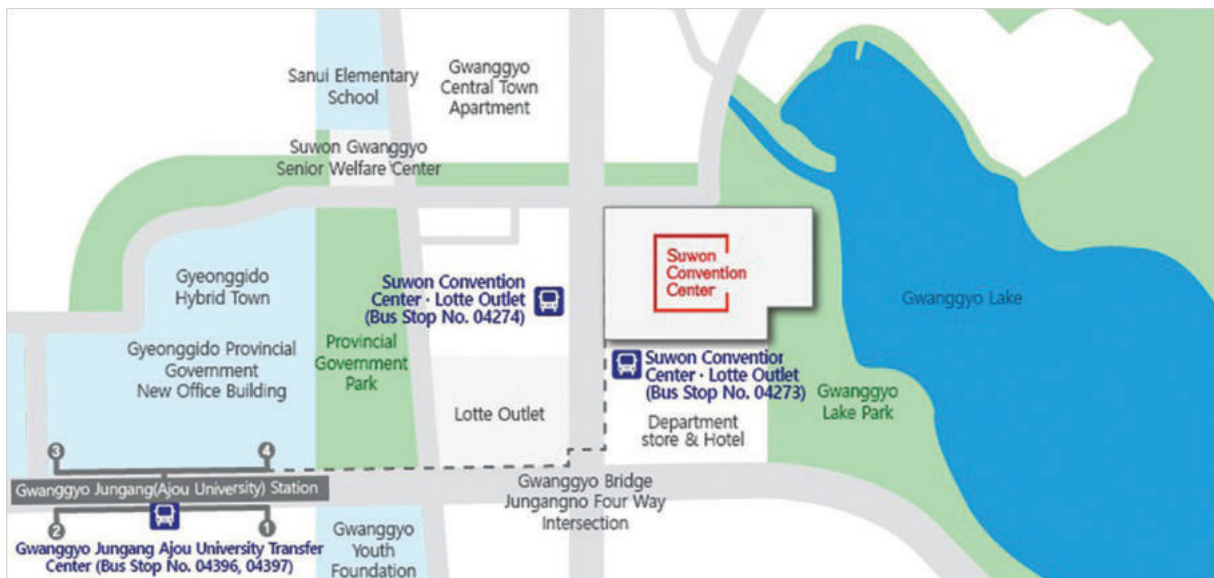 Sanui Elementary
School
Gwanggyo
Central Town
Apartment
Suwon Gwanggyo
Senior Welfare Center
Gyeonggido
Hybrid Town
Suwon Convention
Center · Lotte Outlet
(Bus Stop No. 04274)
Suwon
Convention
Center
Gwanggyo Lake
Gyeonggido Provincial
Government
New Office Building
Provincial
Government
Park
Suwon Conventior
Center · Lotte Outlet
(Bus Stop No. 04273)
Lotte Outlet
Department
store & Hotel
Gwanggyo
Lake Park
3
4
Gwanggyo Jungang(Ajou University) Station
2
1
Gwanggyo Jungang Ajou University Transfer
Center (Bus Stop No. 04396, 04397)
Gwanggyo
Youth
Foundation
Gwanggyo Bridge
Jungangno Four Way
Intersection